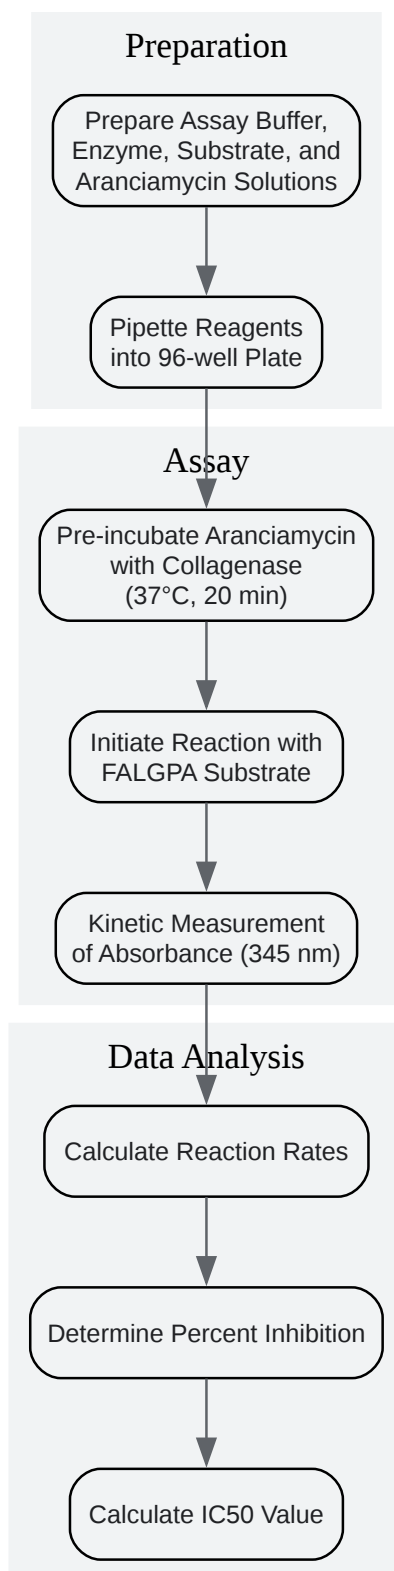 Preparation
Prepare Assay Buffer,
Enzyme, Substrate, and
Aranciamycin Solutions
Pipette Reagents
into 96-well Plate
Assay
Pre-incubate Aranciamycin
with Collagenase
(37°C, 20 min)
Initiate Reaction with
FALGPA Substrate
Kinetic Measurement
of Absorbance (345 nm)
Data Analysis
Calculate Reaction Rates
Determine Percent Inhibition
Calculate IC50 Value